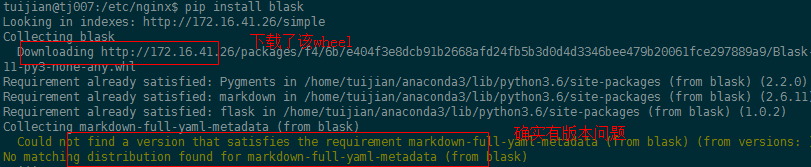 tuijian@tj007:/etc/nginx$ pip install blask
Looking in indexes: http://172.16.41.26/simple
Collecting blask
下载了该wheel
Downloading http://172.16.41.26/packages/f4/6b/e404f3e8dcb91b2668afd24fb5b3d0d4d3346bee479b20061fce297889a9/Blask-
11-py3-none-any.whl
Requirement already satisfied: Pygments in /home/tuijian/anaconda3/lib/python3.6/site-packages (from blask) (2.2.0)
Requirement already satisfied: markdown in /home/tuijian/anaconda3/lib/python3.6/site-packages (from blask) (2.6.11)
Requirement already satisfied: flask in /home/tuijian/anaconda3/lib/python3.6/site-packages (from blask) (1.0.2)
Collecting markdown-full-yaml-metadata (from blask)
确实有版本问题
Could not find a version that satisfies the requirement markdown-full-yaml-metadata (from blask) (from versions:
No matching distribution found for markdown-full-yaml-metadata (from blask)